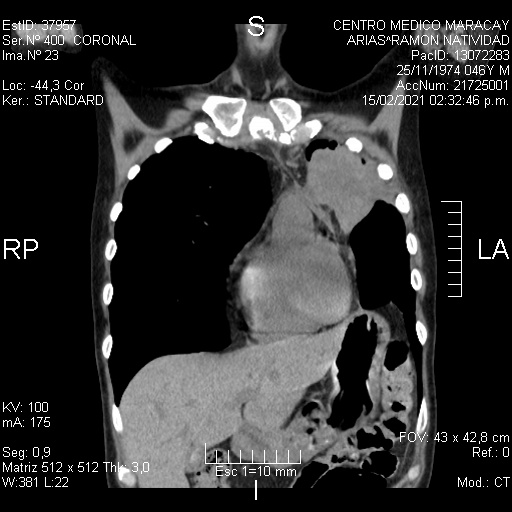 EstID: 37957
Ser.Nº 400 CORONAL
Ima.Nº 23
Loc: -44,3 Cor
Ker.: STANDARD
S
CENTRO MEDICO MARACAY
ARIAS^RAMON NATIVIDAD
PacID: 13072283
25/11/1974 046Y M
AccNum: 21725001
15/02/2021 02:32:46 p.m.
RP
LA
KV: 100
mA: 175
Seg: 0,9
Matriz 512 x 512 Thk: 3,0
W:381 L:22
Esc 1=10 mm
I
FOV: 43 x 42,8 cm
Ref.: 0
Mod.: CT